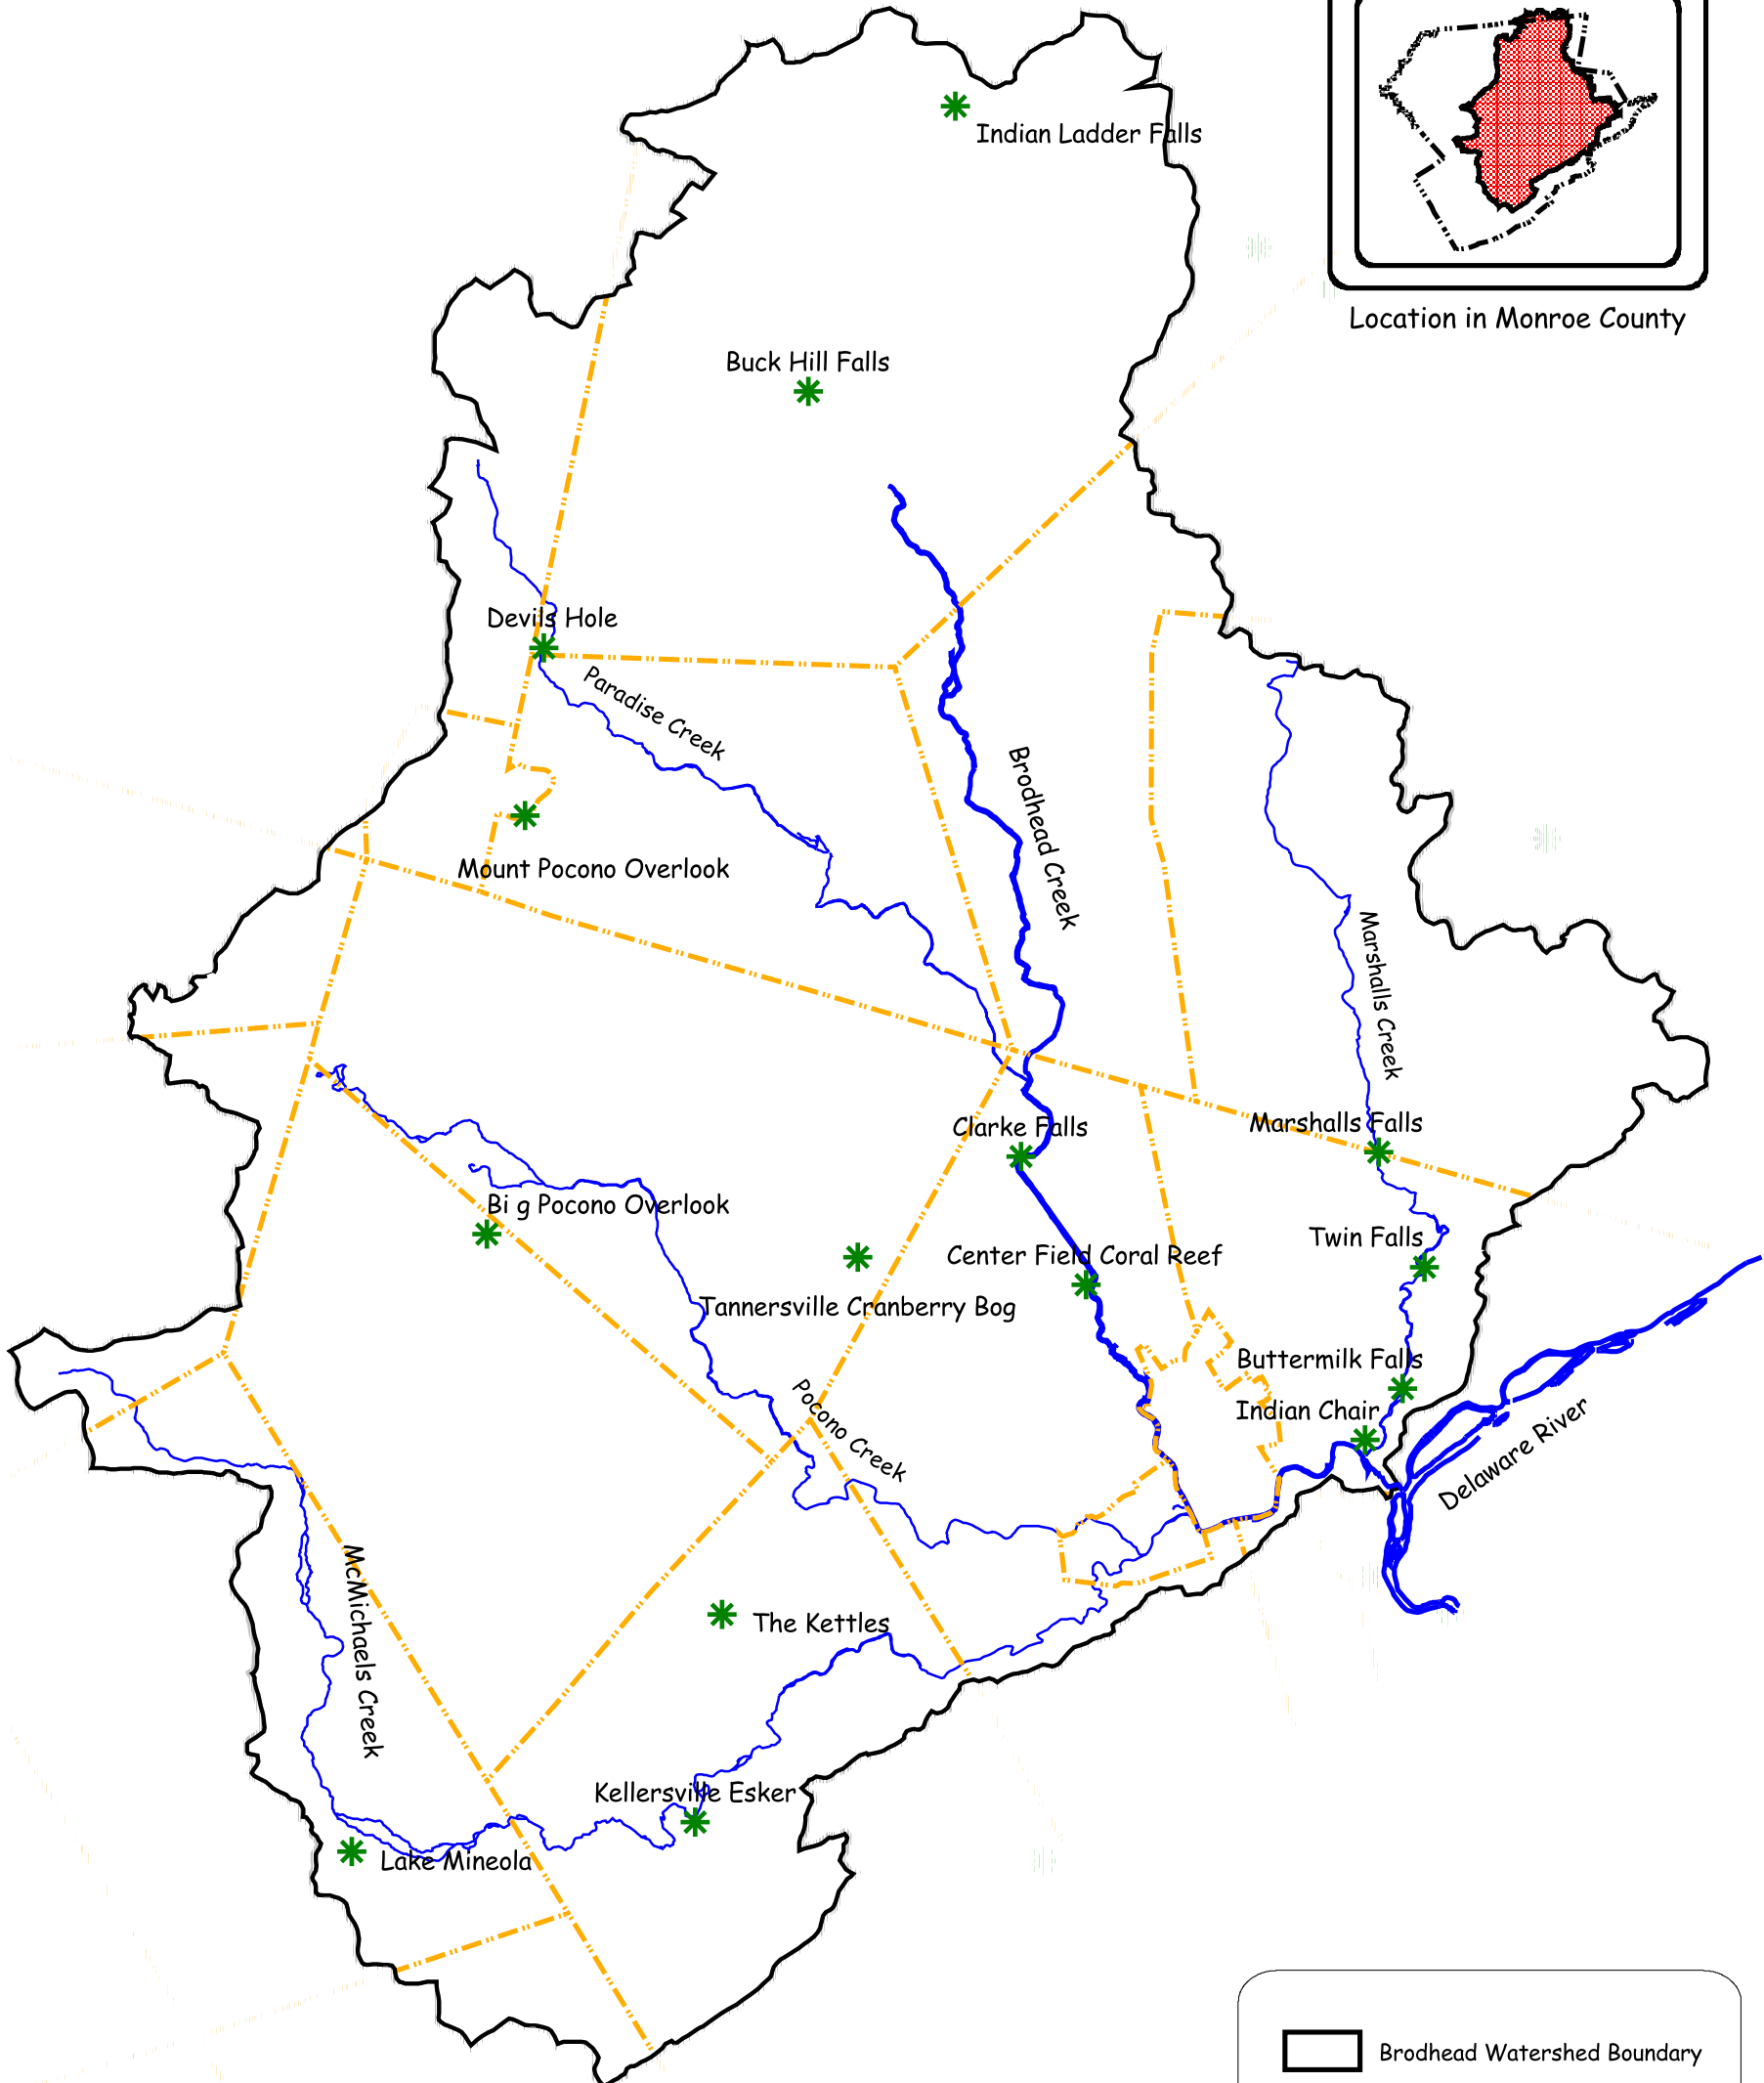 Indian Ladder Falls
Location in Monroe County
Buck Hill Falls
Devils Hole
Paradise Creek
Brodhead Creek
Mount Pocono Overlook
Marshalls Creek
Clarke Falls
Marshalls Falls
Bi g Pocono Overlook
Twin Falls
Center Field Coral Reef
Tannersville Cranberry Bog
Buttermilk Falls
Indian Chair
Pocono Creek
Delaware River
McMichaels Creek
The Kettles
Kellersville Esker
Lake Mineola
Brodhead Watershed Boundary